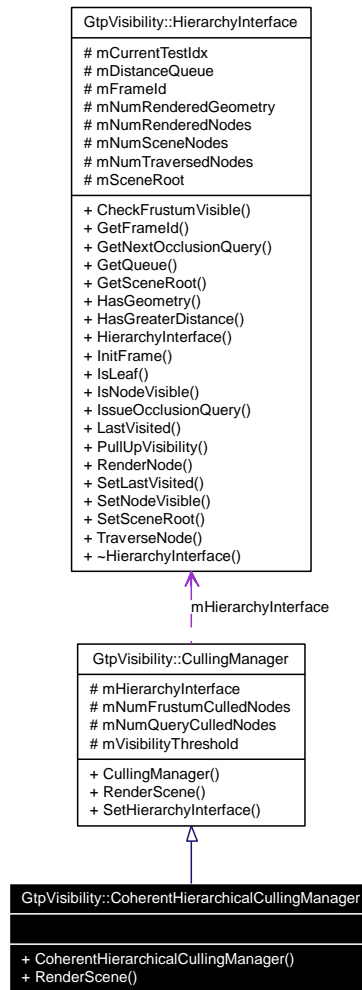 GtpVisibility::HierarchyInterface
# mCurrentTestIdx
# mDistanceQueue
# mFrameId
# mNumRenderedGeometry
# mNumRenderedNodes
# mNumSceneNodes
# mNumTraversedNodes
# mSceneRoot
+ CheckFrustumVisible()
+ GetFrameId()
+ GetNextOcclusionQuery()
+ GetQueue()
+ GetSceneRoot()
+ HasGeometry()
+ HasGreaterDistance()
+ HierarchyInterface()
+ InitFrame()
+ IsLeaf()
+ IsNodeVisible()
+ IssueOcclusionQuery()
+ LastVisited()
+ PullUpVisibility()
+ RenderNode()
+ SetLastVisited()
+ SetNodeVisible()
+ SetSceneRoot()
+ TraverseNode()
+ ~HierarchyInterface()
mHierarchyInterface
GtpVisibility::CullingManager
# mHierarchyInterface
# mNumFrustumCulledNodes
# mNumQueryCulledNodes
# mVisibilityThreshold
+ CullingManager()
+ RenderScene()
+ SetHierarchyInterface()
GtpVisibility::CoherentHierarchicalCullingManager
+ CoherentHierarchicalCullingManager()
+ RenderScene()